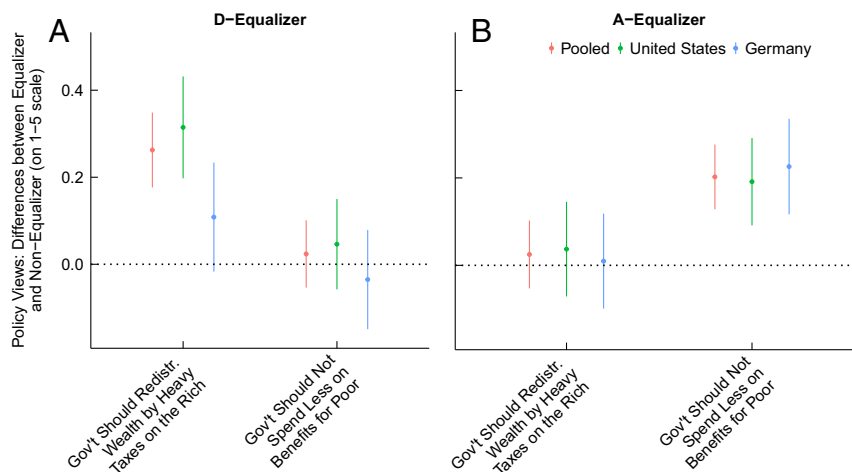 A
D−Equalizer
B
A−Equalizer
Pooled United States Germany
Policy Views: Differences between Equalizer
and Non−Equalizer (on 1−5 scale)
0.4
0.2
0.0
Gov't Should Redistr.
Wealth by Heavy
Taxes on the Rich
Gov't Should Not
Spend Less on
Benefits for Poor
Gov't Should Redistr.
Wealth by Heavy
Taxes on the Rich
Gov't Should Not
Spend Less on
Benefits for Poor